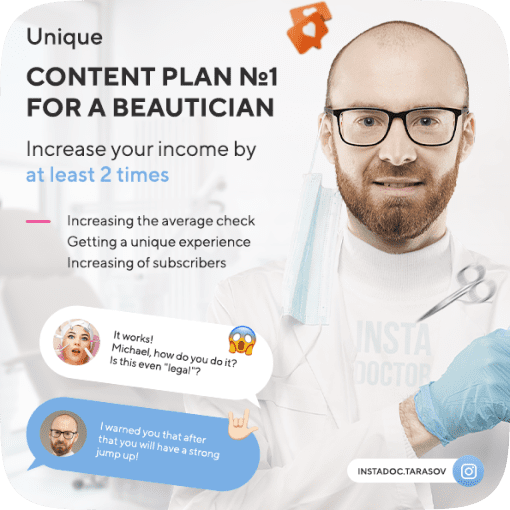 Unique
CONTENT PLAN №1
FOR A BEAUTICIAN
Increase your income by
at least 2 times
Increasing the average check
Getting a unique experience
Increasing of subscribers
It works!
Michael, how do you do it?
Is this even "legal"?
I warned you that after
that you will have a strong
jump up!
INSTA
DOCTOR
INSTADOC.TARASOV